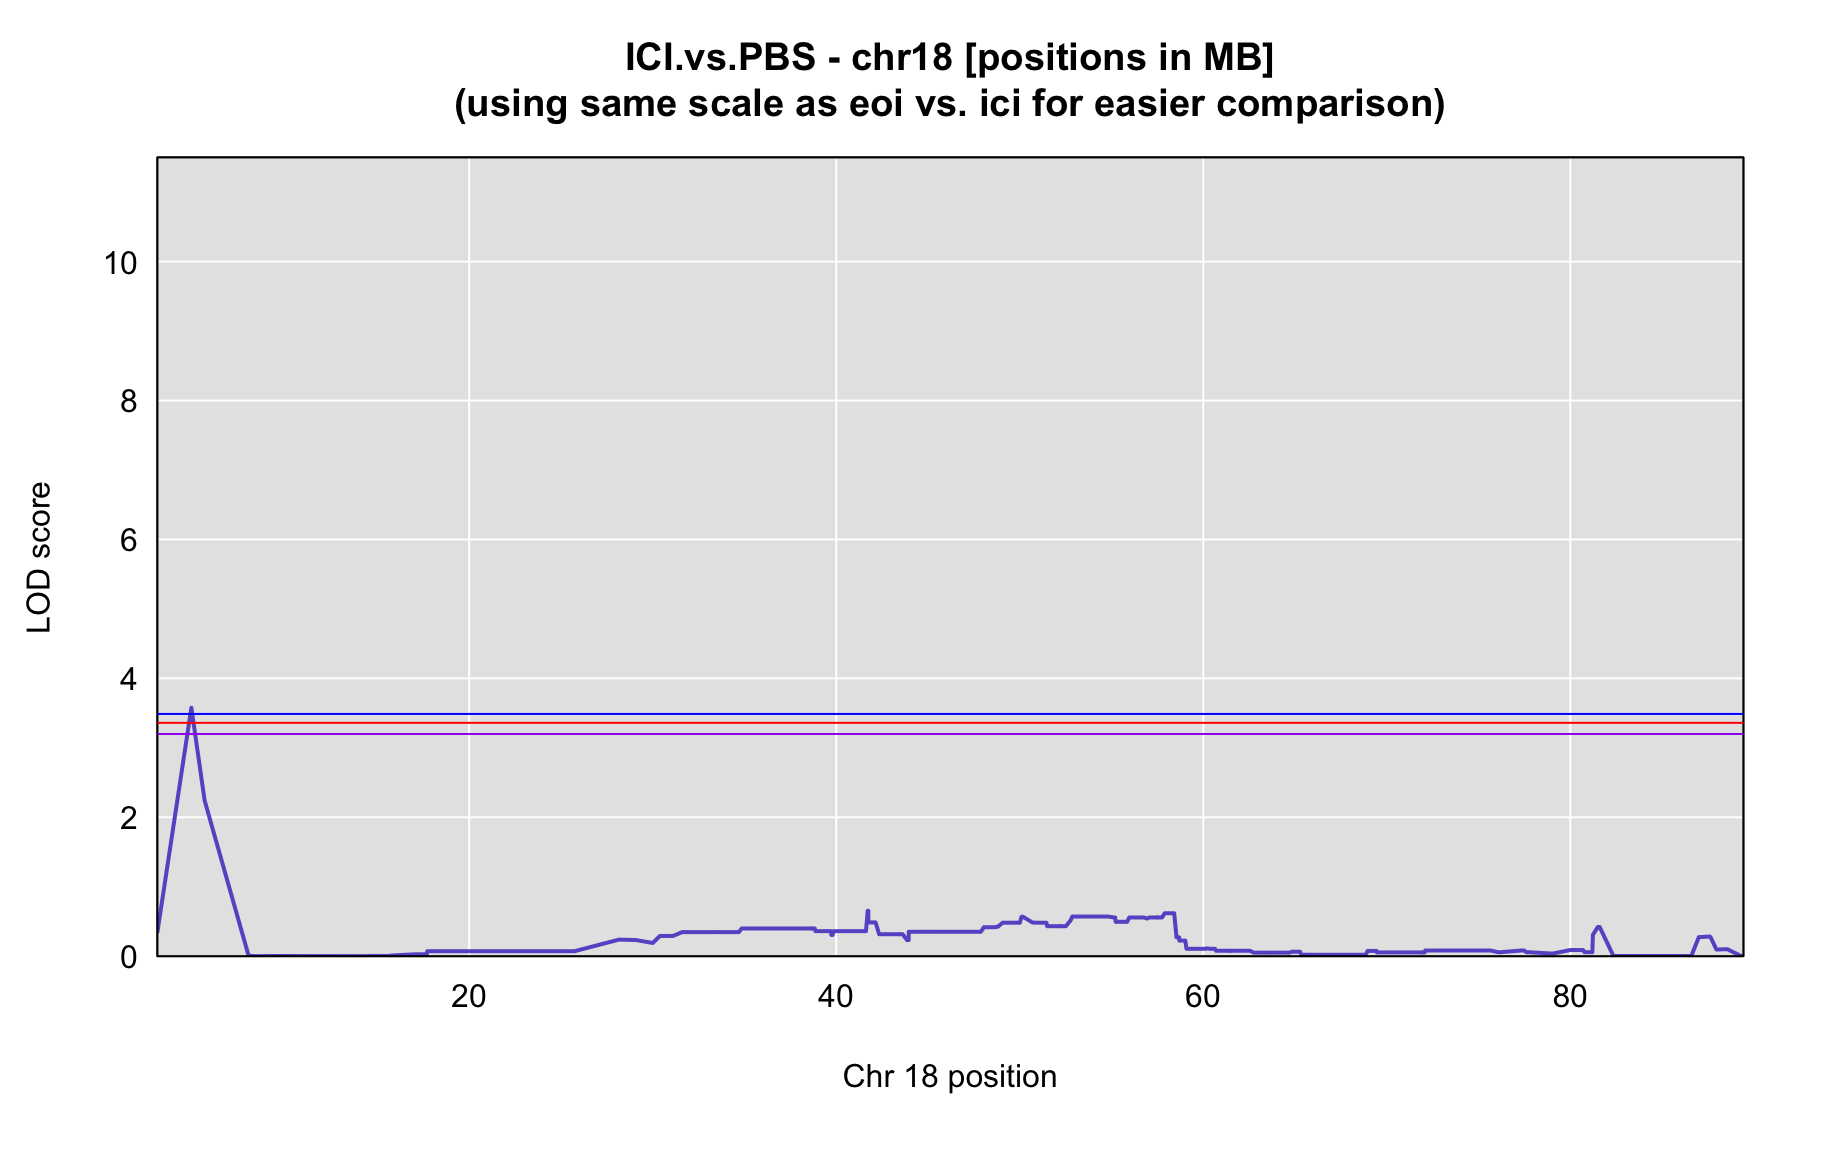 ICI.vs.PBS - chr18 [positions in MB]
(using same scale as eoi vs. ici for easier comparison)
10
8
6
4
2
0
LOD score
20 40 60 80
Chr 18 position